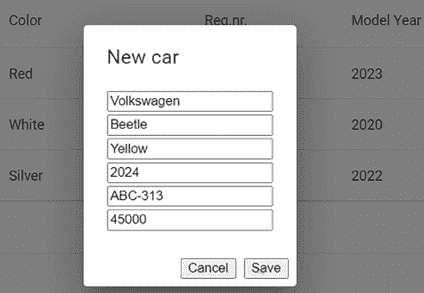 Color Reg.nr. Model Year
New car
Volkswagen
Red Beetle 2023
Yellow
White 2024 2020
ABC-313
Silver 45000 2022
Cancel Save